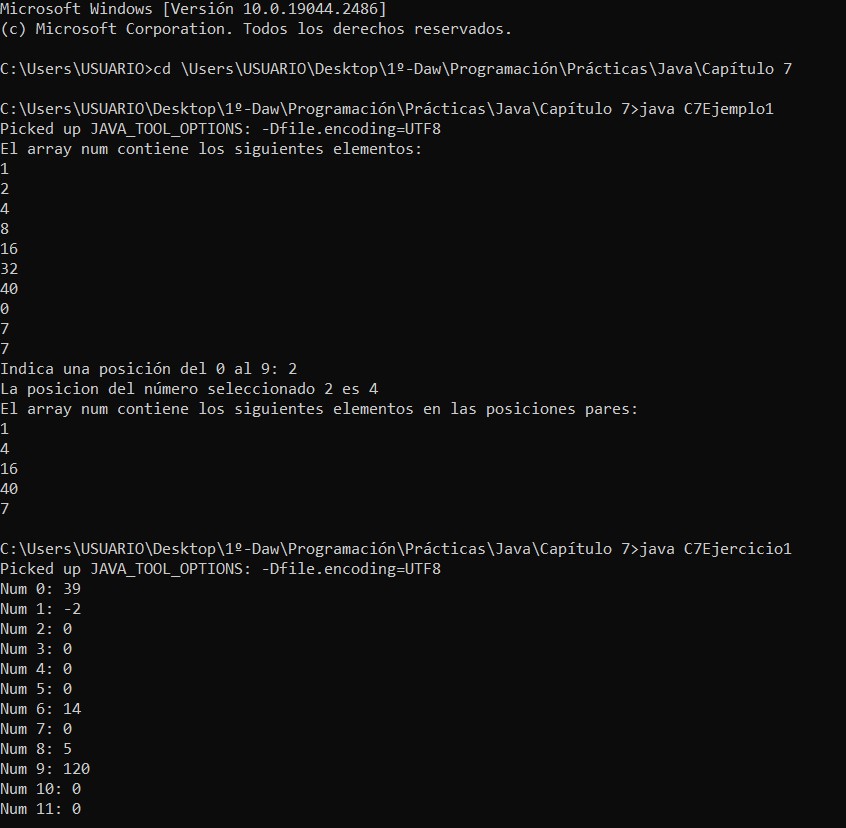 Microsoft Windows [Versión 10.0.19044.2486]
(c) Microsoft Corporation. Todos los derechos reservados.
C:\Users\USUARIO>cd \Users\USUARIO\Desktop\1º-Daw\Programación\Prácticas\Java\Capítulo 7
C:\Users\USUARIO\Desktop\1º-Daw\Programación\Prácticas\Java\Capítulo 7>java C7Ejemplo1
Picked up JAVA_TOOL_OPTIONS: -Dfile.encoding=UTF8
El array num contiene los siguientes elementos:
1
2
4
8
16
32
40
0
7
7
Indica una posición del 0 al 9: 2
La posicion del número seleccionado 2 es 4
El array num contiene los siguientes elementos en las posiciones pares:
1
4
16
40
7
C:\Users\USUARIO\Desktop\1º-Daw\Programación\Prácticas\Java\Capítulo 7>java C7Ejercicio1
Picked up JAVA_TOOL_OPTIONS: -Dfile.encoding=UTF8
Num 0: 39
Num 1: -2
Num 2: 0
Num 3: 0
Num 4: 0
Num 5: 0
Num 6: 14
Num 7: 0
Num 8: 5
Num 9: 120
Num 10: 0
Num 11: 0